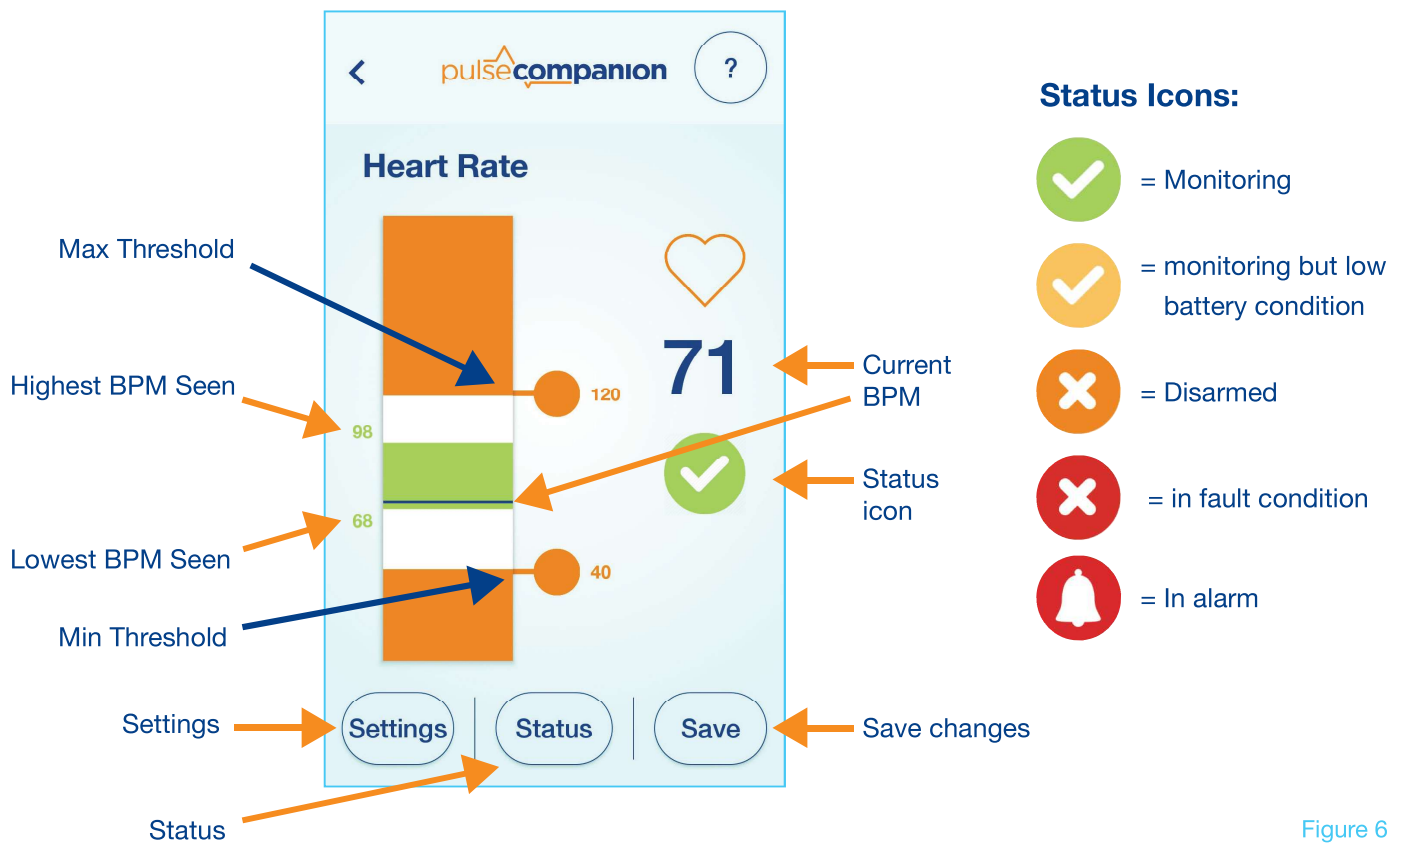 pulsecompanion
?
Heart Rate
Max Threshold
Highest BPM Seen
98
68
Lowest BPM Seen
Min Threshold
120
40
71
Current
BPM
Status
icon
Settings
Settings
Status
Save
Save changes
Status
Status Icons:
= Monitoring
= monitoring but low
battery condition
= Disarmed
= in fault condition
= In alarm
Figure 6